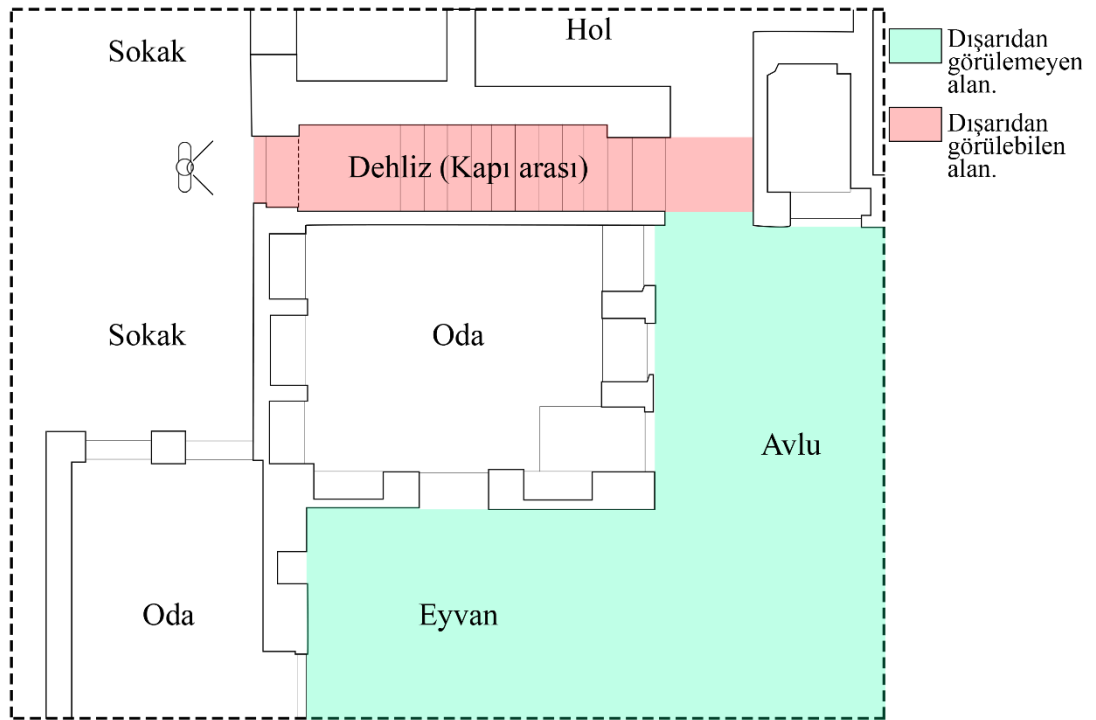 Sokak
Hol
Dışarıdan
görülemeyen
alan.
Dışarıdan
görülebilen
alan.
Dehliz (Kapı arası)
Sokak
Oda
Avlu
Oda
Eyvan